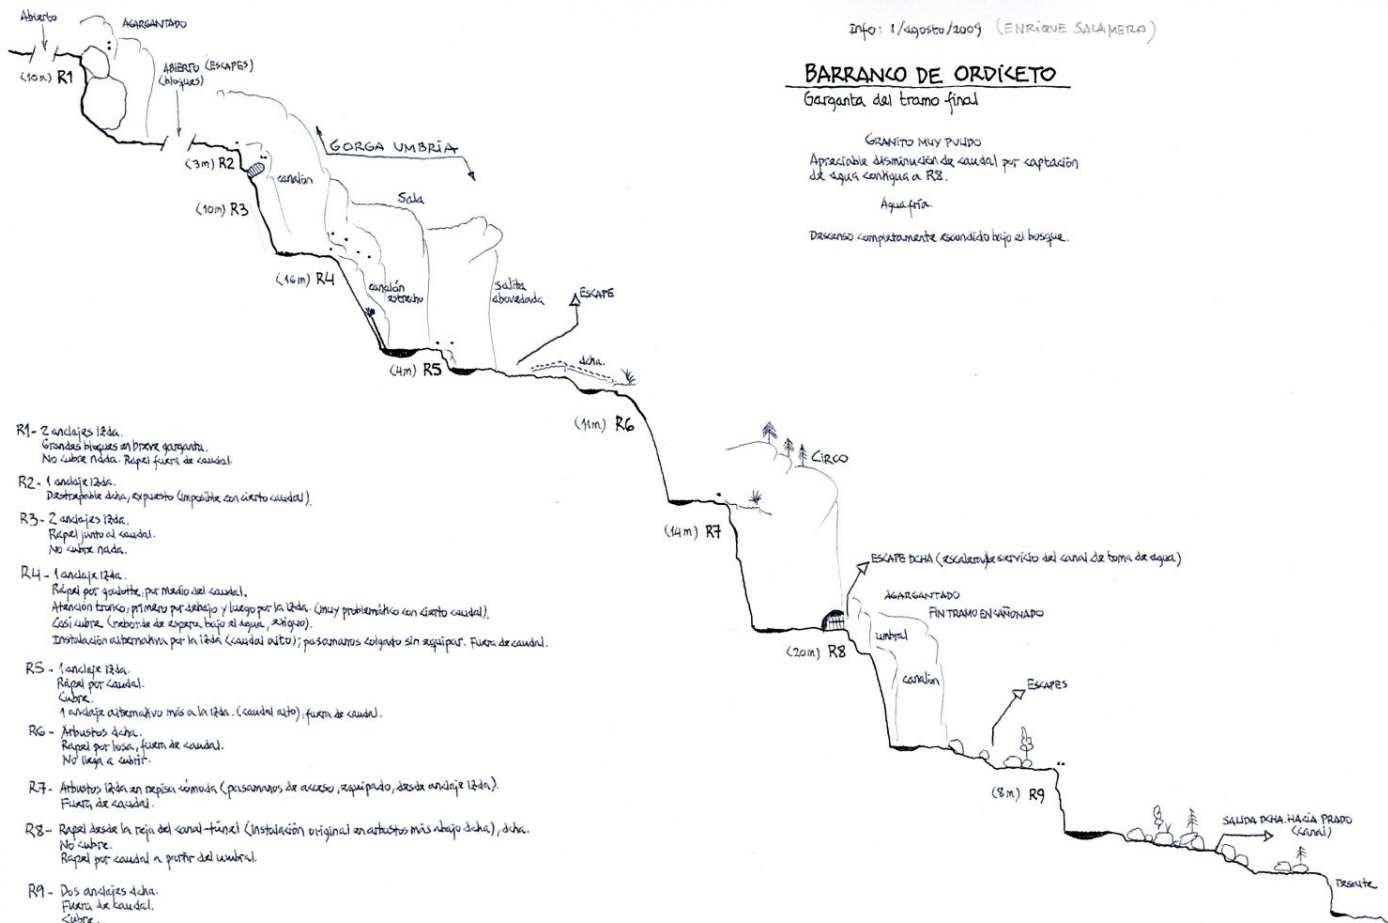 Info: 1/agosto/2009 (ENRIQUE SALAMERO)
BARRANCO DE ORDICETO
Garganta del tramo final
GRANITO MUY PULIDO
Apreciable disminución de caudal por captación
de agua contigua a R8.
Agua fría.
Descenso completamente escondido bajo el bosque.
Abierto
AGARGANTADO
(10m) R1
ABIERTO (ESCAPES)
(bloques)
GORGA UMBRÍA
(3m) R2
canalón
(10m) R3
Sala
(16m) R4
canalón
estrecho
Salita
abovedada
ESCAPE
(4m) R5
dcha.
(11m) R6
CIRCO
(14m) R7
ESCAPE DCHA (escalera de servicio del canal de toma de agua)
AGARGANTADO
FIN TRAMO ENCAÑONADO
umbral
(20m) R8
canalón
ESCAPES
(8m) R9
SALIDA DCHA. HACIA PRADO
(canal)
Resalte
R1- 2 anclajes izda.
Grandes bloques en breve garganta.
No cubre nada. Rapel fuera de caudal.
R2- 1 anclaje izda.
Destrepable dcha, expuesto (imposible con cierto caudal).
R3- 2 anclajes izda.
Rapel junto al caudal.
No cubre nada.
R4- 1 anclaje izda.
Rápel por goulotte, por medio del caudal.
Atención tronco, primero por debajo y luego por la izda. (muy problemático con cierto caudal).
Casi cubre (reborde de espera bajo el agua, exiguo).
Instalación alternativa por la izda (caudal alto); pasamanos colgado sin equipar. Fuera de caudal.
R5- 1 anclaje izda.
Rápel por caudal.
Cubre.
1 anclaje alternativo más a la izda. (caudal alto), fuera de caudal.
R6- Arbustos dcha.
Rapel por losa, fuera de caudal.
No llega a cubrir.
R7- Arbustos izda en repisa cómoda (pasamanos de acceso, equipado, desde anclaje izda).
Fuera de caudal.
R8- Rapel desde la reja del canal-túnel (instalación original en arbustos más abajo dcha), dcha.
No cubre.
Rapel por caudal a partir del umbral.
R9- Dos anclajes dcha.
Fuera de caudal.
Cubre.